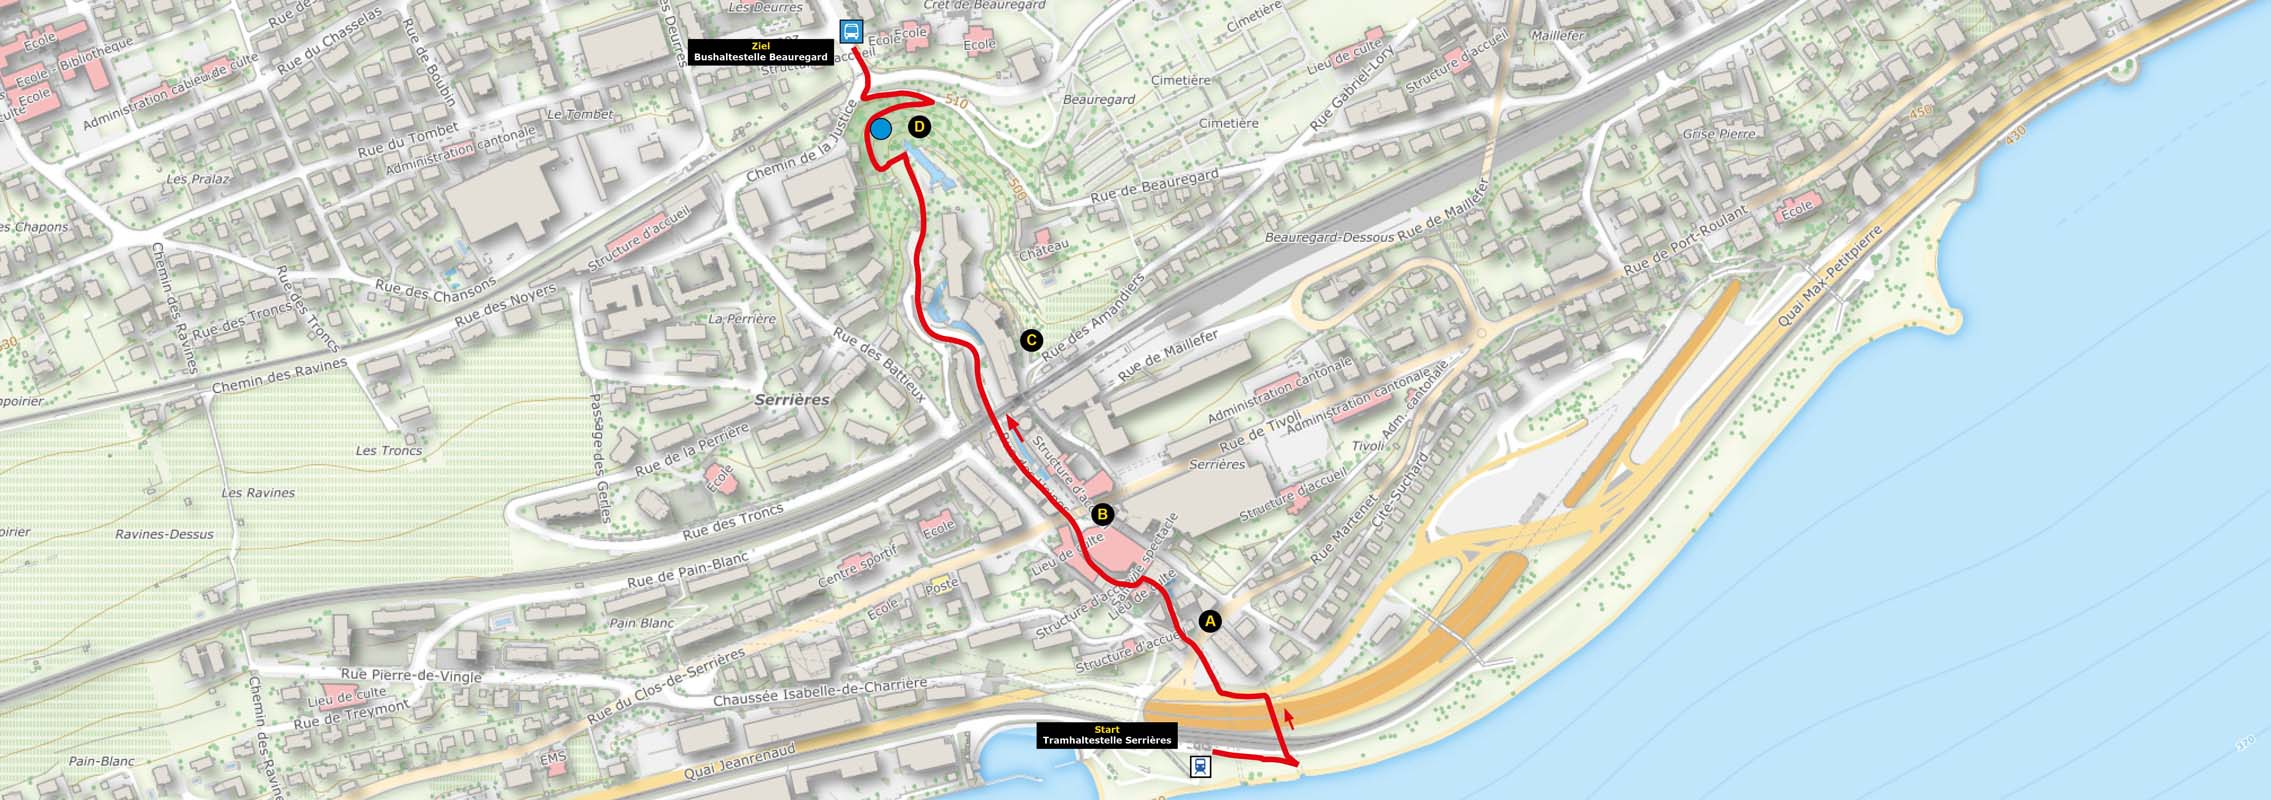 Les Deurres
Crêt de Beauregard
Cimetière
Rue du Chasselas
Ecole
Ecole - Bibliothèque
Ecole
Administration cantonale
Lieu de culte
Rue de Boubin
Ziel
Bushaltestelle Beauregard
Ecole
Ecole
Ecole
Lieu de culte
Structure d'accueil
Maillefer
Cimetière
Beauregard
Rue Gabriel-Lory
Cimetière
510
Le Tombet
Rue du Tombet
Administration cantonale
Chemin de la Justice
D
Grise Pierre
450
430
Les Pralaz
Rue de Beauregard
500
Structure d'accueil
Château
Beauregard-Dessous
Rue de Maillefer
Ecole
Rue de Port-Roulant
Quai Max-Petitpierre
Chemin des Ravines
Rue des Troncs
Rue des Chansons
Rue des Noyers
Rue des Troncs
La Perrière
Rue des Battieux
C
Rue des Amandiers
Rue de Maillefer
Chemin des Ravines
Serrières
Passage des Gerles
Administration cantonale
Administration cantonale
Adm. cantonale
Rue de Tivoli
Tivoli
Les Troncs
Rue de la Perrière
Ecole
Structure d'accueil
Serrières
Structure d'accueil
Cité-Suchard
Rue Martenet
Les Ravines
Ravines-Dessus
Rue des Troncs
B
Ecole
Centre sportif
Lieu de culte
Rue de Pain-Blanc
Poste
Ecole
Structure d'accueil
Lieu de culte
A
Pain Blanc
Structure d'accueil
Rue Pierre-de-Vingle
Lieu de culte
Rue de Treymont
Chemin des Ravines
Rue du Clos-de-Serrières
Chaussée Isabelle-de-Charrière
Start
Tramhaltestelle Serrières
Quai Jeanrenaud
EMS
Pain-Blanc
370